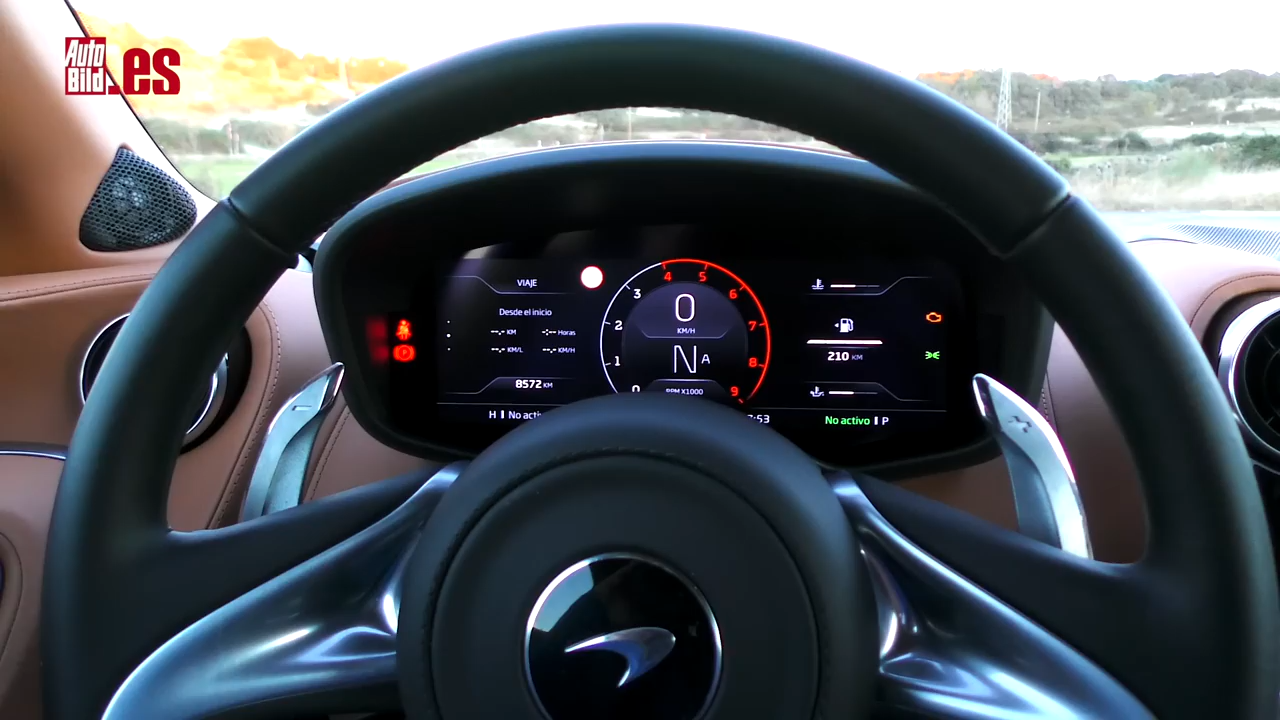 Auto
Bild.es
VIAJE
Desde el inicio
--,- KM
-:-- Horas
--,- KM/L
--,- KM/H
8572 KM
H No activ
0
1
2
3
4
5
6
7
8
9
0
KM/H
N A
RPM X1000
7:53
210 KM
No activo P